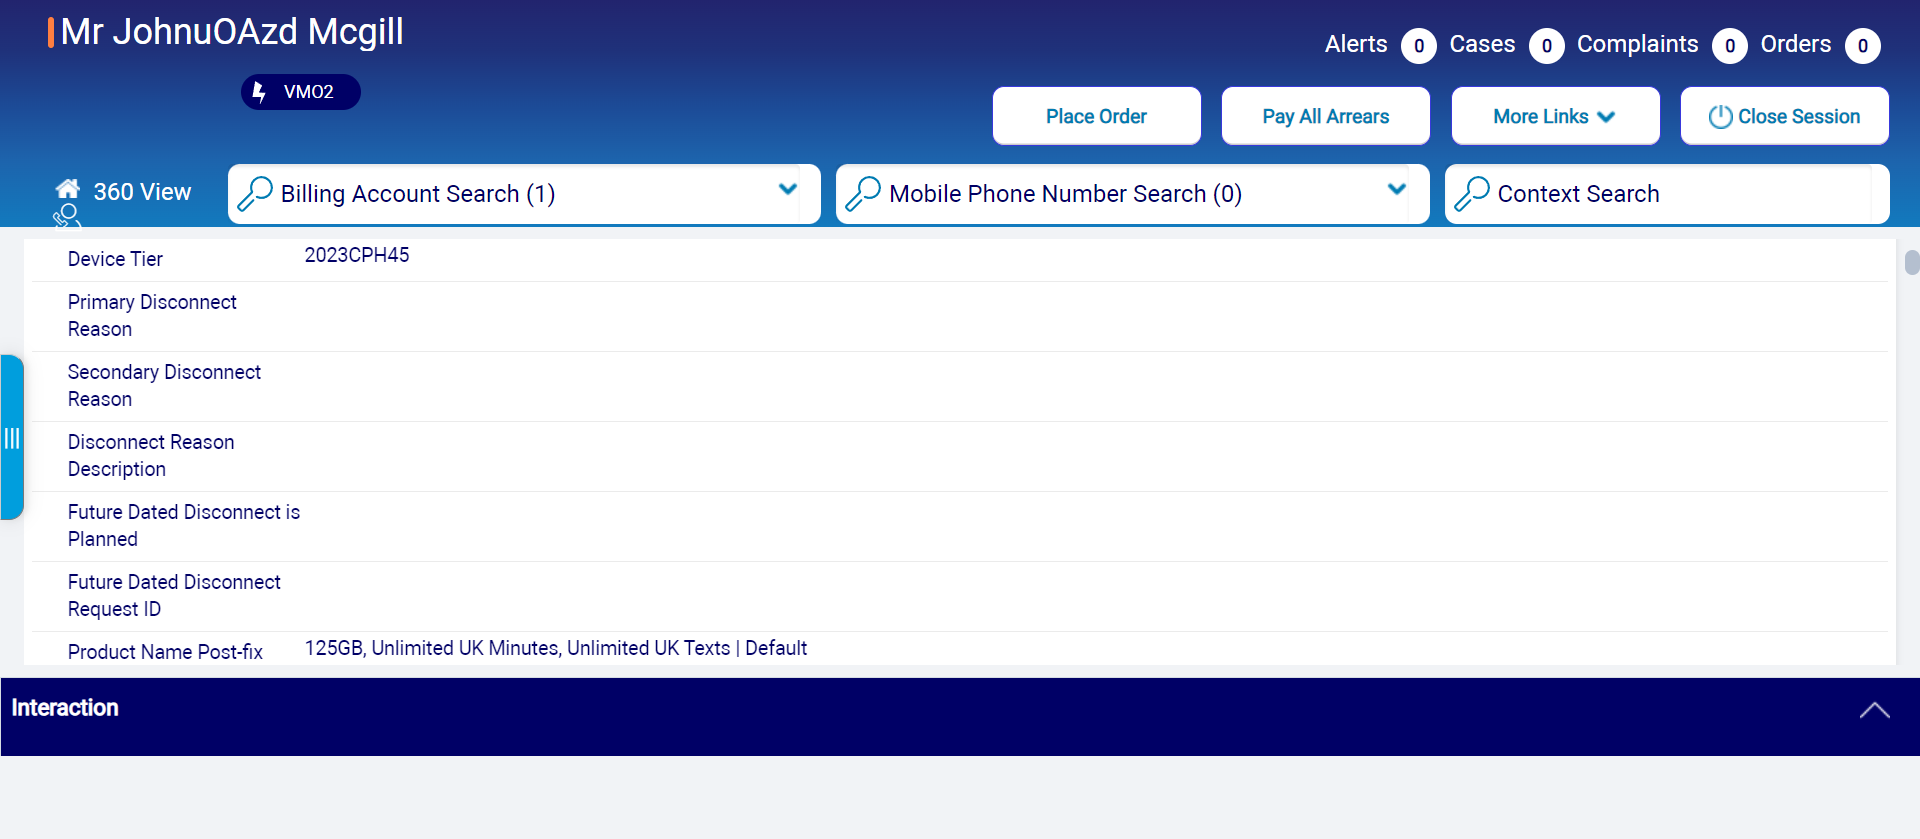 Mr JohnuOAzd Mcgill
Alerts 0 Cases 0 Complaints 0 Orders 0
VMO2
Place Order
Pay All Arrears
More Links
Close Session
360 View
Billing Account Search (1)
Mobile Phone Number Search (0)
Context Search
Device Tier 2023CPH45
Primary Disconnect
Reason
Secondary Disconnect
Reason
Disconnect Reason
Description
Future Dated Disconnect is
Planned
Future Dated Disconnect
Request ID
Product Name Post-fix 125GB, Unlimited UK Minutes, Unlimited UK Texts | Default
Interaction